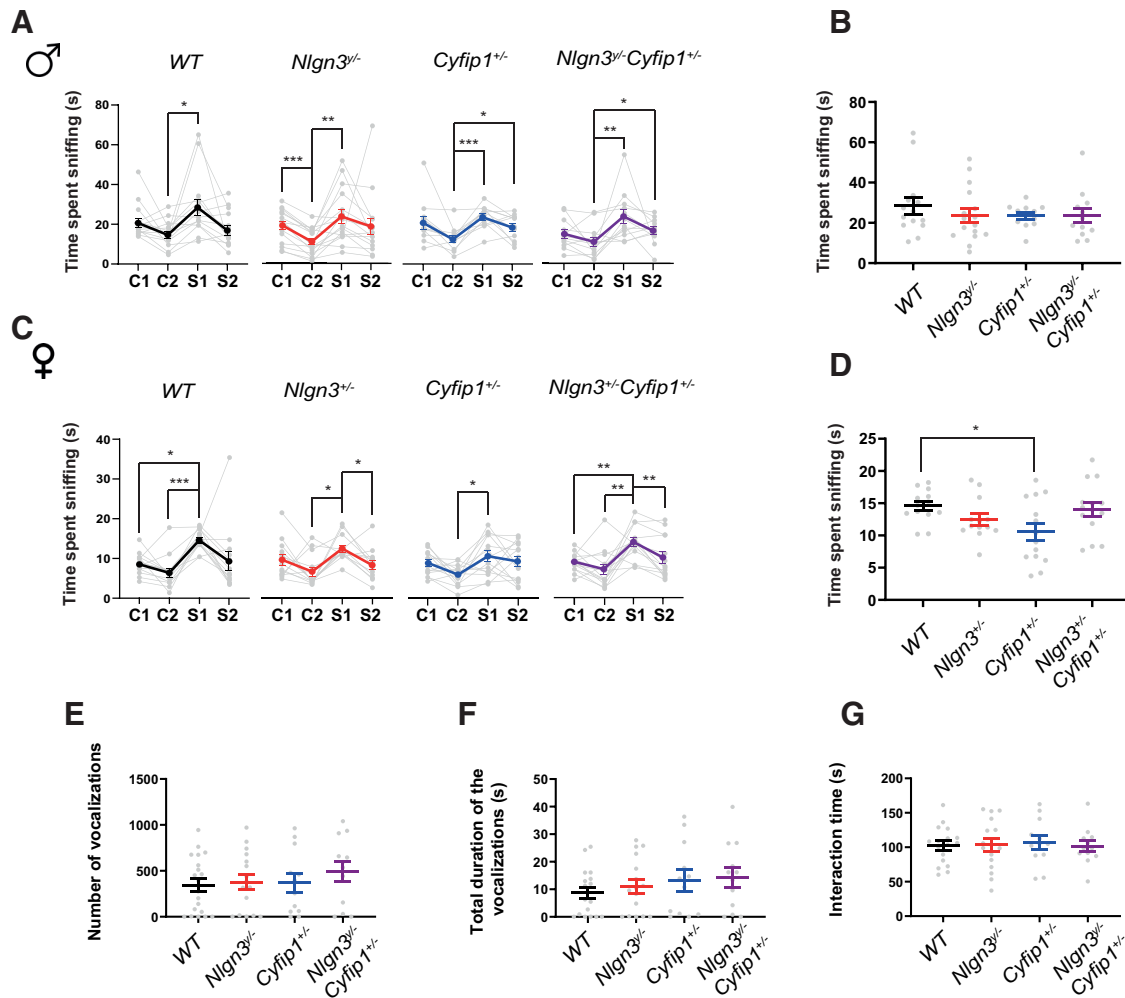 A
B
♂
WT
Nlgn3y/-
Cyfip1+/-
Nlgn3y/-Cyfip1+/-
Time spent sniffing (s)
80
60
40
20
0
*
***
**
***
*
**
*
C1 C2 S1 S2
C1 C2 S1 S2
C1 C2 S1 S2
C1 C2 S1 S2
Time spent sniffing (s)
80
60
40
20
0
WT
Nlgn3y/-
Cyfip1+/-
Nlgn3y/-
Cyfip1+/-
C
♀
D
WT
Nlgn3+/-
Cyfip1+/-
Nlgn3+/-Cyfip1+/-
Time spent sniffing (s)
40
30
20
10
0
*
***
*
*
*
**
**
**
C1 C2 S1 S2
C1 C2 S1 S2
C1 C2 S1 S2
C1 C2 S1 S2
Time spent sniffing (s)
25
20
15
10
5
0
*
WT
Nlgn3+/-
Cyfip1+/-
Nlgn3+/-
Cyfip1+/-
E
Number of vocalizations
1500
1000
500
0
WT
Nlgn3y/-
Cyfip1+/-
Nlgn3y/-
Cyfip1+/-
F
Total duration of the
vocalizations (s)
50
40
30
20
10
0
WT
Nlgn3y/-
Cyfip1+/-
Nlgn3y/-
Cyfip1+/-
G
Interaction time (s)
200
150
100
50
0
WT
Nlgn3y/-
Cyfip1+/-
Nlgn3y/-
Cyfip1+/-